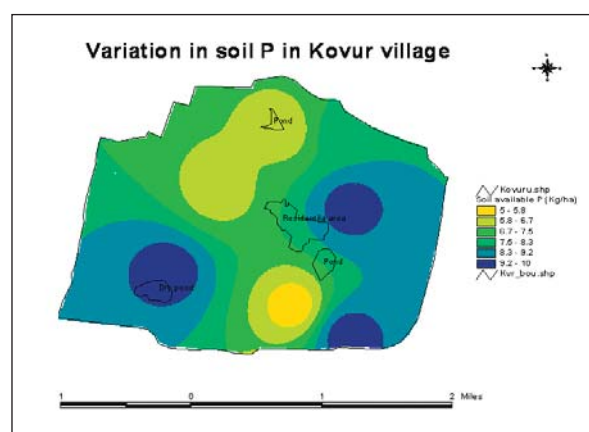 Variation in soil P in Kovur village
Pond
Residential area
Pond
Dry pond
Kovuru.shp
Soil available P (Kg/ha)
5 - 5.8
5.8 - 6.7
6.7 - 7.5
7.5 - 8.3
8.3 - 9.2
9.2 - 10
Kvr_bou.shp
1 0 1 2 Miles